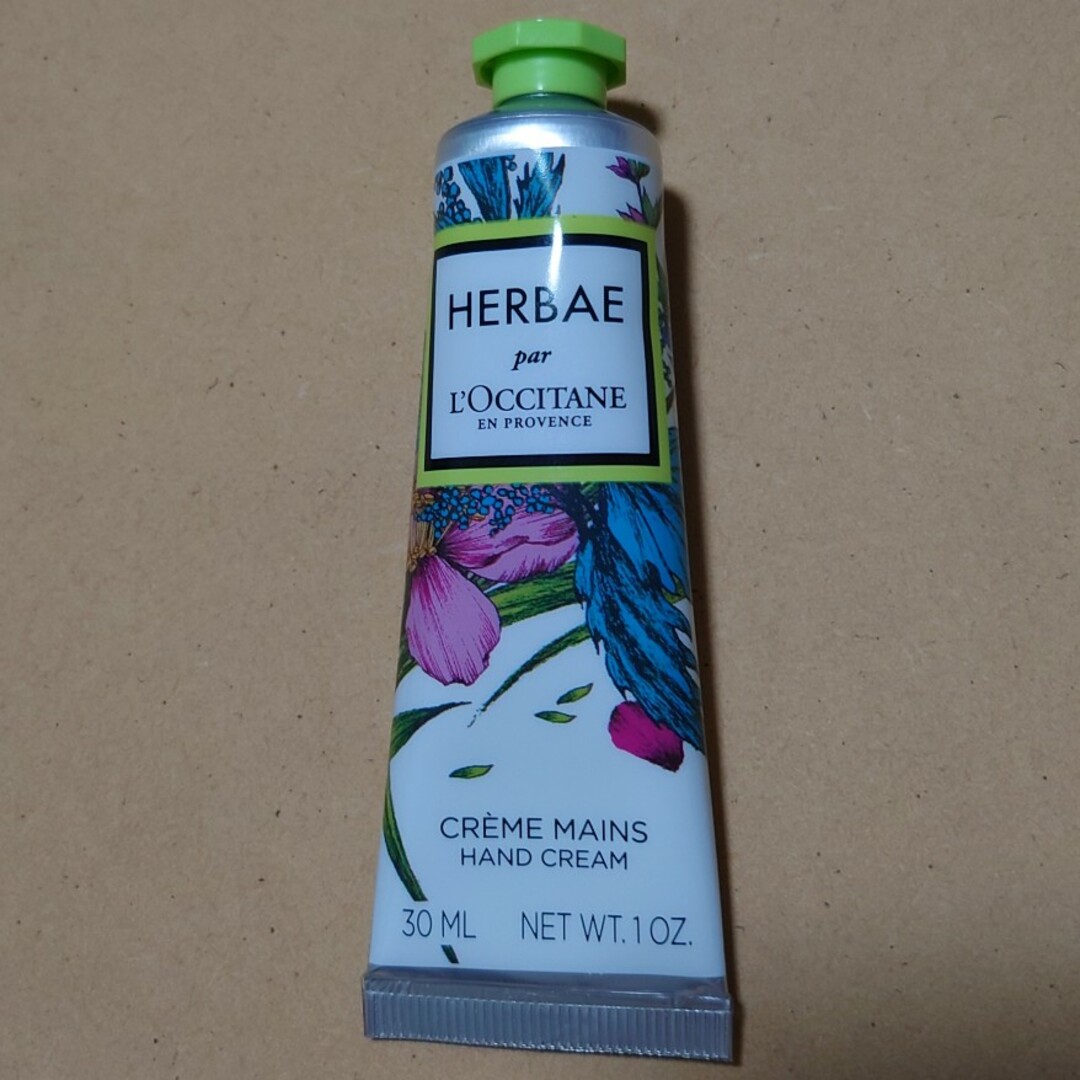 HERBAE
par
L'OCCITANE
EN PROVENCE
CRÈME MAINS
HAND CREAM
30 ML NET WT. 1 OZ.